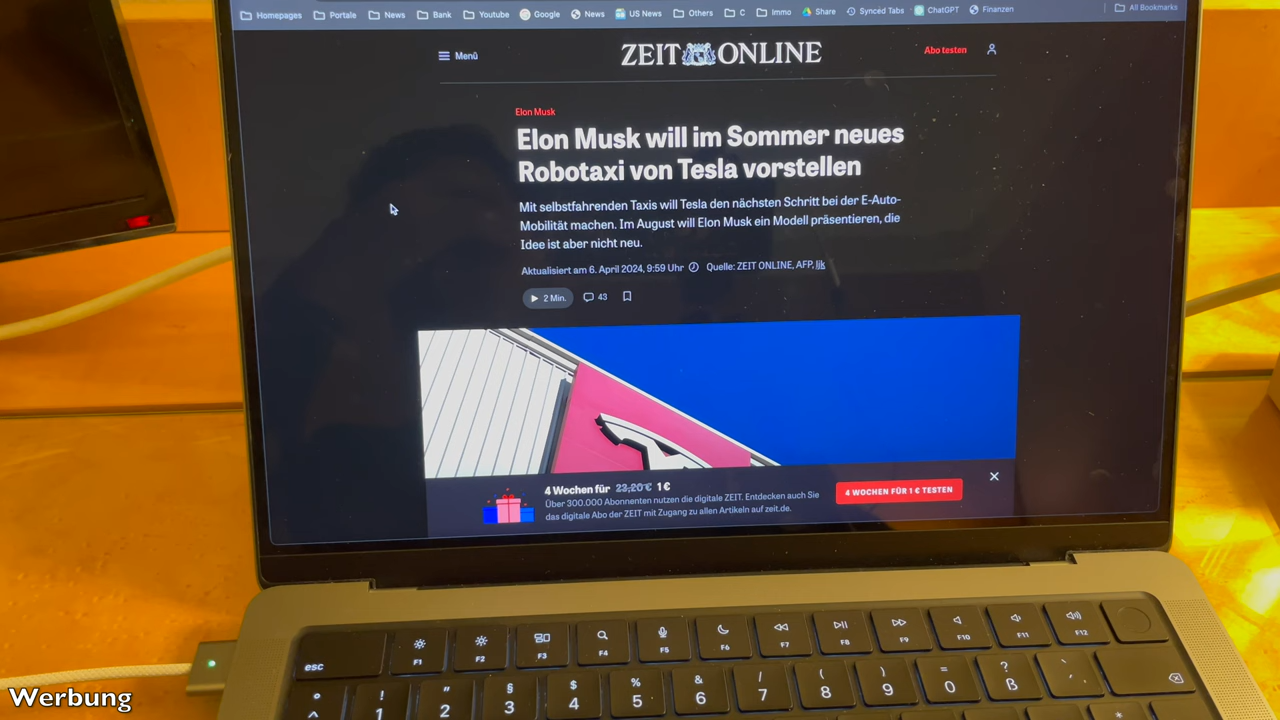 Homepages Portale News Bank Youtube Google News US News Others C Immo Share Synced Tabs ChatGPT Finanzen All Bookmarks
Menü ZEIT ONLINE Abo testen
Elon Musk
Elon Musk will im Sommer neues
Robotaxi von Tesla vorstellen
Mit selbstfahrenden Taxis will Tesla den nächsten Schritt bei der E-Auto-
Mobilität machen. Im August will Elon Musk ein Modell präsentieren, die
Idee ist aber nicht neu.
Aktualisiert am 6. April 2024, 9:59 Uhr Quelle: ZEIT ONLINE, AFP, ljk
2 Min. 43
4 Wochen für 23,20 € 1 €
Über 300.000 Abonnenten nutzen die digitale ZEIT. Entdecken auch Sie
das digitale Abo der ZEIT mit Zugang zu allen Artikeln auf zeit.de.
4 WOCHEN FÜR 1 € TESTEN
esc F1 F2 F3 F4 F5 F6 F7 F8 F9 F10 F11 F12
° ! " § $ % & / ( ) = ? `
^ 1 2 3 4 5 6 7 8 9 0 ß ´
Werbung